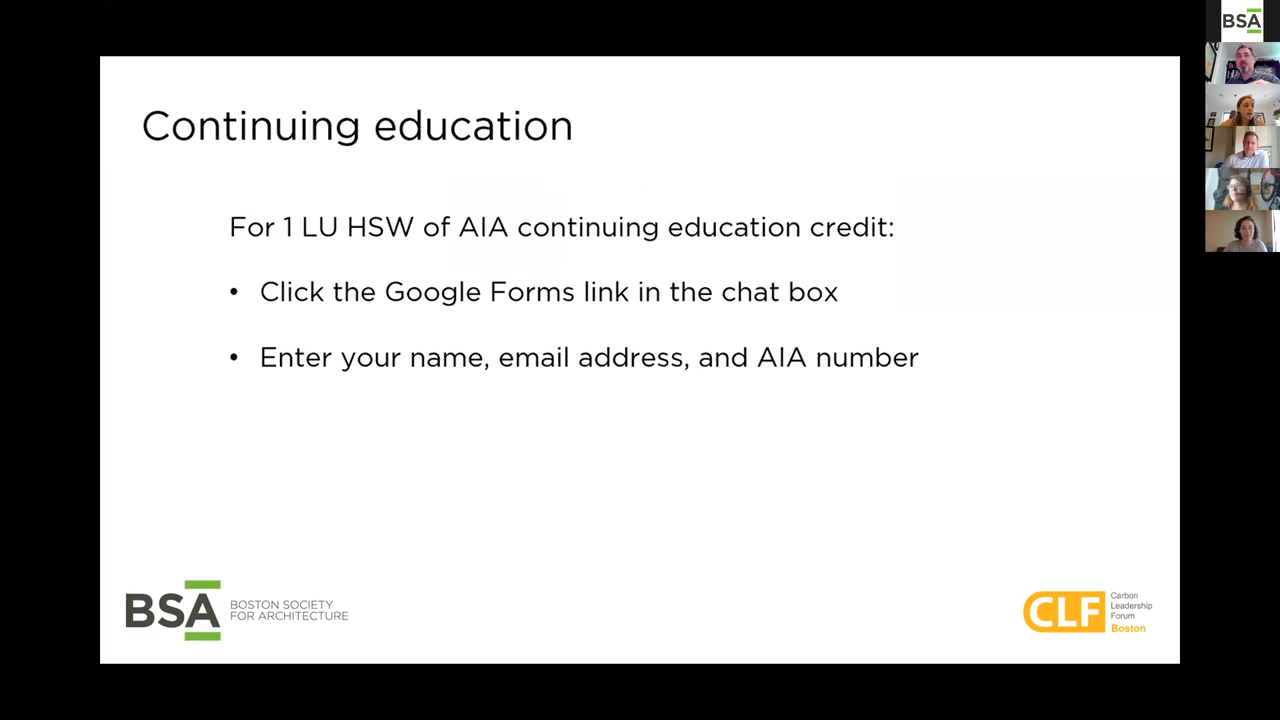 BSA
Continuing education
For 1 LU HSW of AIA continuing education credit:
• Click the Google Forms link in the chat box
• Enter your name, email address, and AIA number
BSA
BOSTON SOCIETY
FOR ARCHITECTURE
CLF
Carbon
Leadership
Forum
Boston